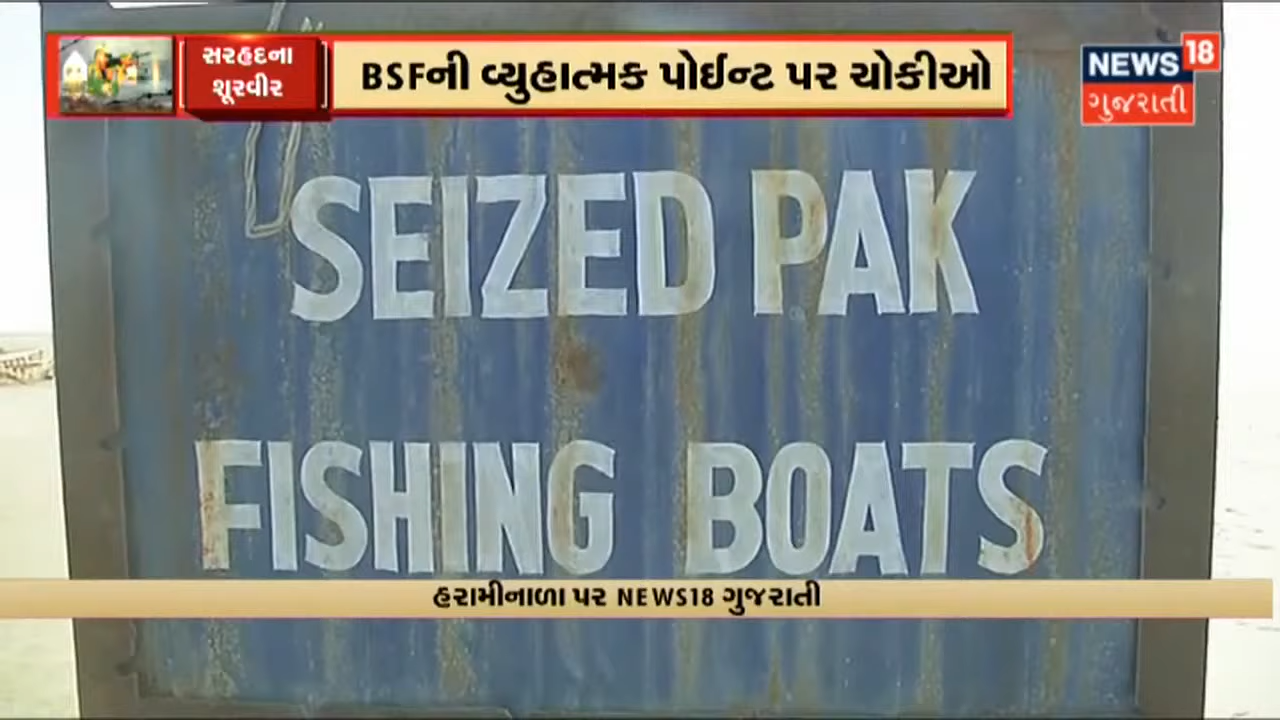 સરહદના
શૂરવીર
BSFની વ્યુહાત્મક પોઈન્ટ પર ચોકીઓ
NEWS 18
ગુજરાતી
SEIZED PAK
FISHING BOATS
હરામીનાળા પર NEWS18 ગુજરાતી